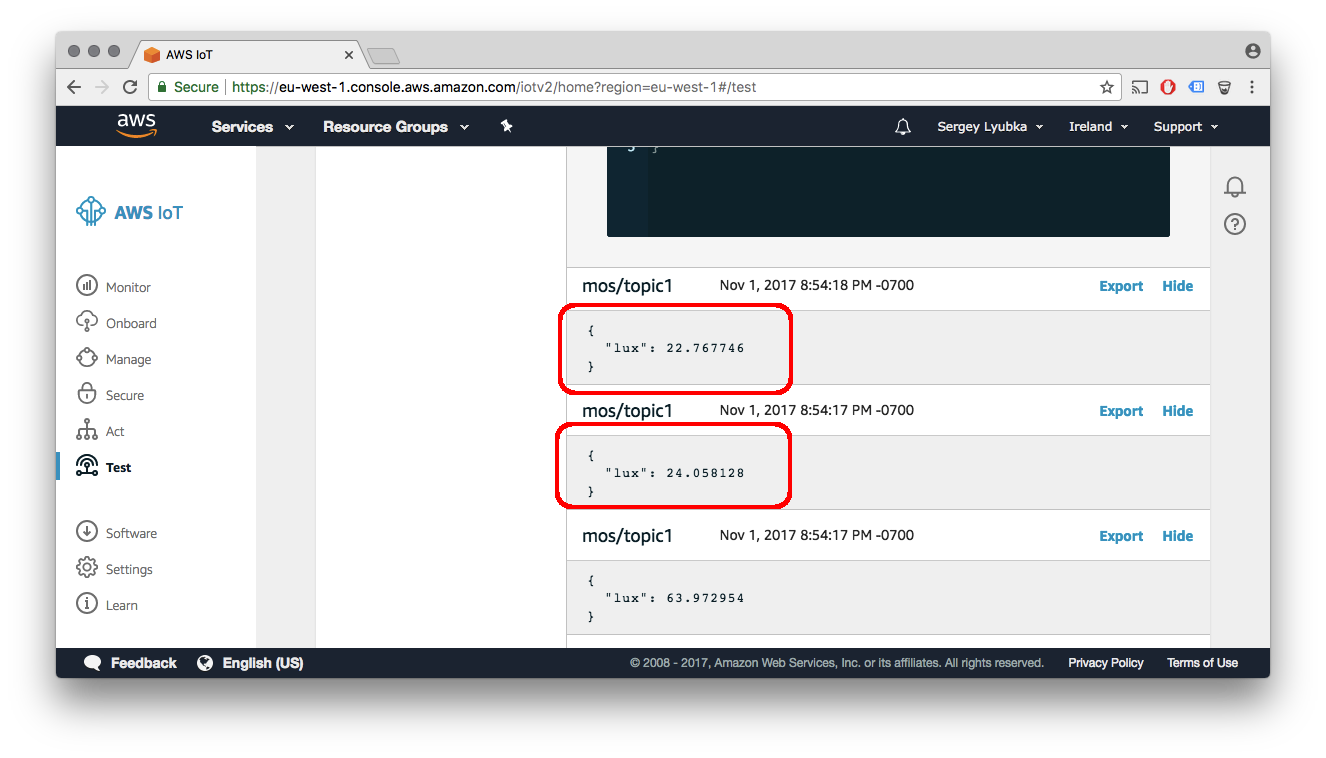 AWS IoT
Secure https://eu-west-1.console.aws.amazon.com/iotv2/home?region=eu-west-1#/test
aws Services Resource Groups Sergey Lyubka Ireland Support
AWS IoT
Monitor
Onboard
Manage
Secure
Act
Test
Software
Settings
Learn
}
mos/topic1 Nov 1, 2017 8:54:18 PM -0700 Export Hide
{
"lux": 22.767746
}
mos/topic1 Nov 1, 2017 8:54:17 PM -0700 Export Hide
{
"lux": 24.058128
}
mos/topic1 Nov 1, 2017 8:54:17 PM -0700 Export Hide
{
"lux": 63.972954
}
Feedback English (US) © 2008 - 2017, Amazon Web Services, Inc. or its affiliates. All rights reserved. Privacy Policy Terms of Use